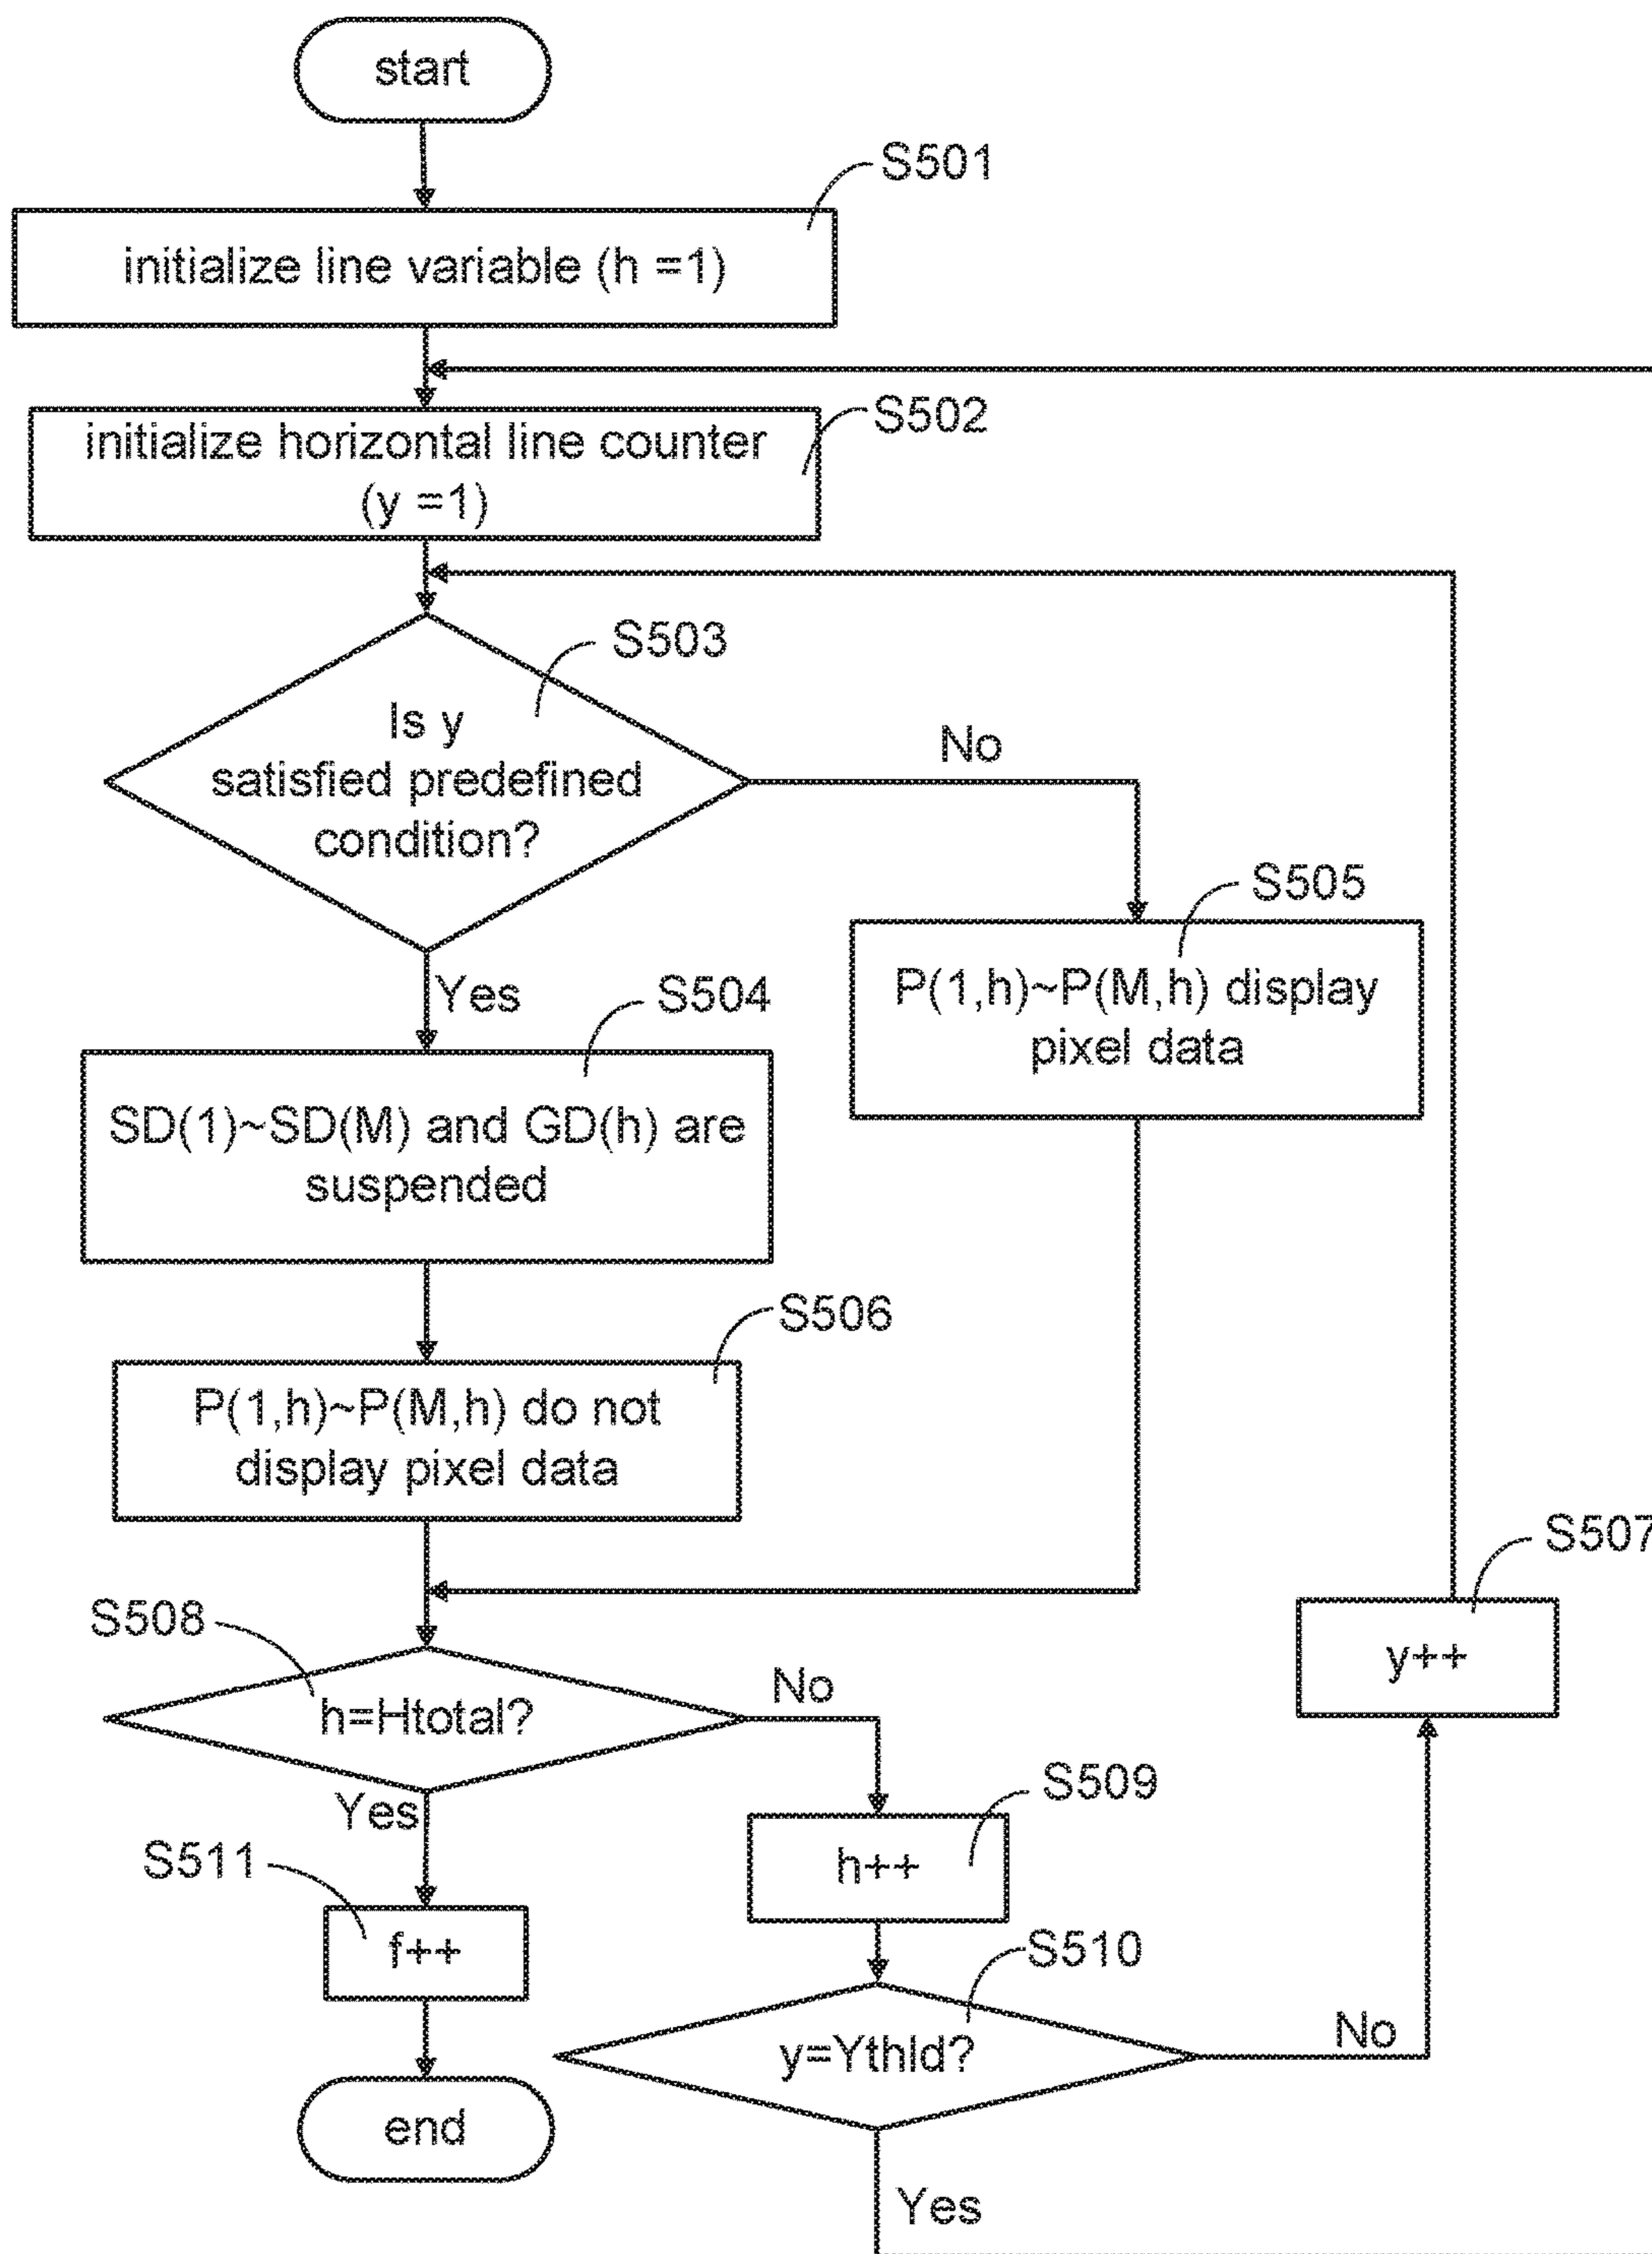 start
S501
initialize line variable (h =1)
S502
initialize horizontal line counter
(y =1)
S503
Is y
satisfied predefined
condition?
No
Yes
S505
P(1,h)~P(M,h) display
pixel data
S504
SD(1)~SD(M) and GD(h) are
suspended
S506
P(1,h)~P(M,h) do not
display pixel data
S507
y++
S508
h=Htotal?
No
Yes
S509
h++
S511
f++
S510
y=Ythld?
No
end
Yes